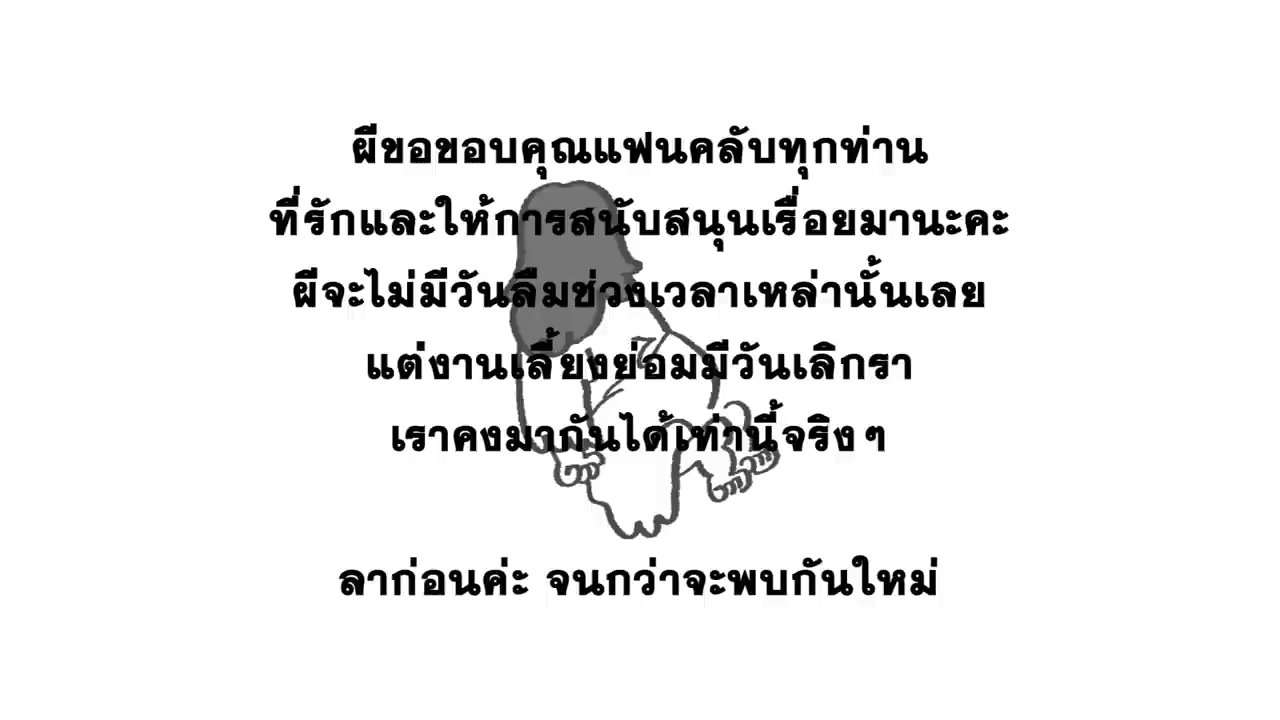 ผีขอขอบคุณแฟนคลับทุกท่าน
ที่รักและให้การสนับสนุนเรื่อยมานะคะ
ผีจะไม่มีวันลืมช่วงเวลาเหล่านั้นเลย
แต่งานเลี้ยงย่อมมีวันเลิกรา
เราคงมากันได้เท่านี้จริงๆ
ลาก่อนค่ะ จนกว่าจะพบกันใหม่